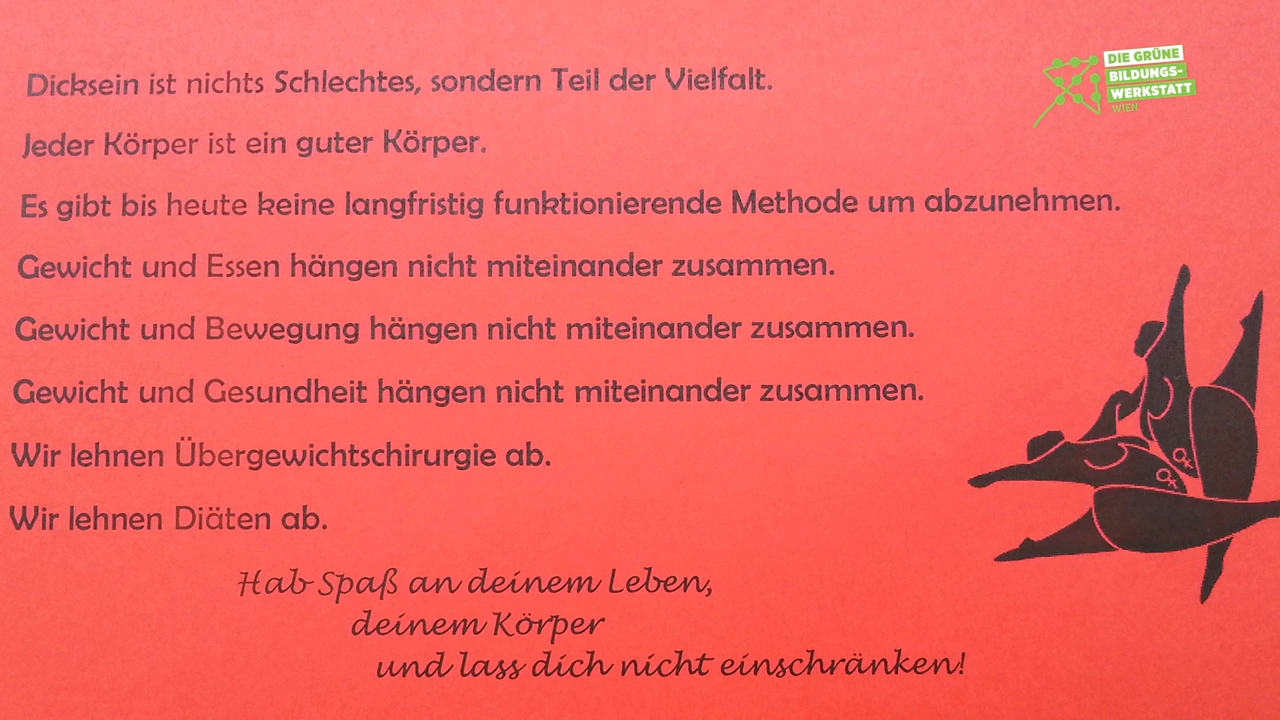 Dicksein ist nichts Schlechtes, sondern Teil der Vielfalt.
DIE GRÜNE
BILDUNGS-
WERKSTATT
WIEN
Jeder Körper ist ein guter Körper.
Es gibt bis heute keine langfristig funktionierende Methode um abzunehmen.
Gewicht und Essen hängen nicht miteinander zusammen.
Gewicht und Bewegung hängen nicht miteinander zusammen.
Gewicht und Gesundheit hängen nicht miteinander zusammen.
Wir lehnen Übergewichtschirurgie ab.
Wir lehnen Diäten ab.
Hab Spaß an deinem Leben,
deinem Körper
und lass dich nicht einschränken!